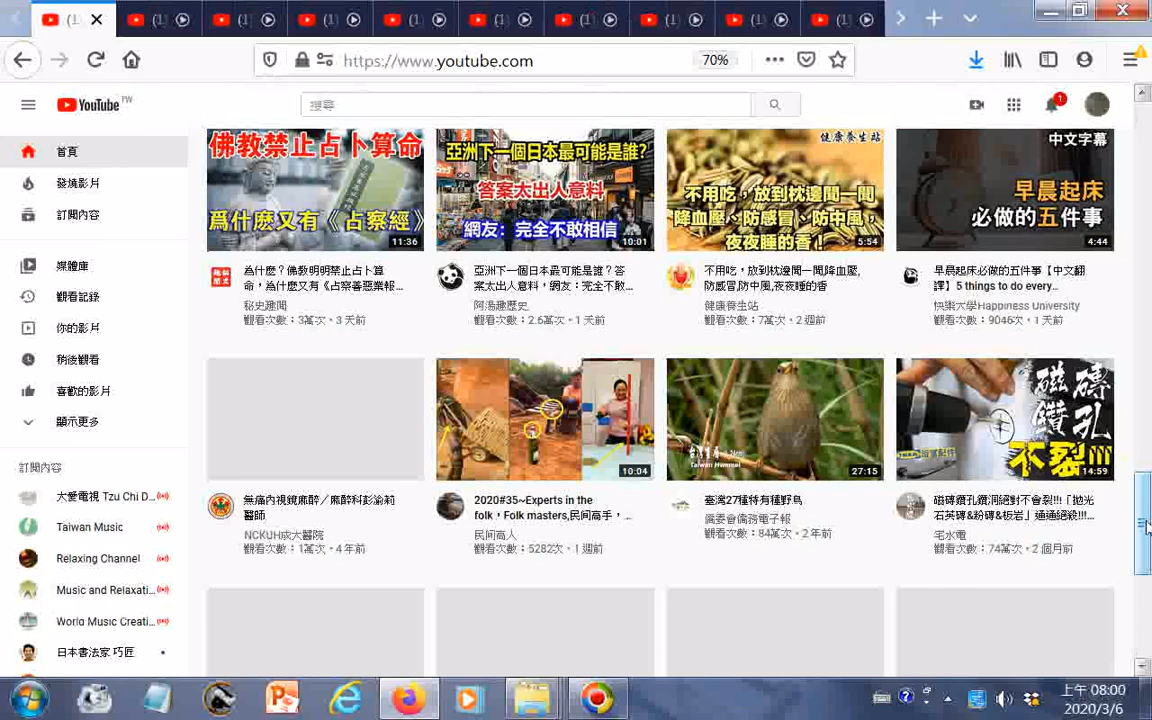 https://www.youtube.com
70%
YouTube TW
搜尋
1
首頁
發燒影片
訂閱內容
媒體庫
觀看記錄
你的影片
稍後觀看
喜歡的影片
顯示更多
訂閱內容
大愛電視 Tzu Chi D...
Taiwan Music
Relaxing Channel
Music and Relaxati...
World Music Creati...
日本書法家 巧匠
佛教禁止占卜算命
爲什麽又有《占察經》
11:36
為什麼？佛教明明禁止占卜算
命，為什麼又有《占察善惡業報...
秘史趣聞
觀看次數：3萬次・3 天前
亞洲下一個日本最可能是誰?
答案太出人意料
網友：完全不敢相信
10:01
亞洲下一個日本最可能是誰？答
案太出人意料，網友：完全不敢...
阿湯趣歷史
觀看次數：2.6萬次・1 天前
健康養生站
不用吃，放到枕邊聞一聞
降血壓、防感冒、防中風，
夜夜睡的香！
5:54
不用吃，放到枕邊聞一聞,降血壓,
防感冒,防中風,夜夜睡的香
健康養生站
觀看次數：7萬次・2 週前
中文字幕
早晨起床
必做的五件事
4:44
早晨起床必做的五件事【中文翻
譯】5 things to do every...
快樂大學Happiness University
觀看次數：9046次・1 天前
無痛內視鏡麻醉／麻醉科彭渝莉
醫師
NCKUH成大醫院
觀看次數：1萬次・4 年前
10:04
2020#35~Experts in the
folk，Folk masters,民间高手，...
民间高人
觀看次數：5282次・1 週前
Taiwan Humnei
27:15
臺灣27種特有種野鳥
僑委會僑務電子報
觀看次數：84萬次・2 年前
磁磚
鑽孔
不裂!!!
14:59
磁磚鑽孔鑽洞絕對不會裂!!!「拋光
石英磚&粉磚&板岩」通通絕殺!!!...
宅水電
觀看次數：74萬次・2 個月前
上午 08:00
2020/3/6